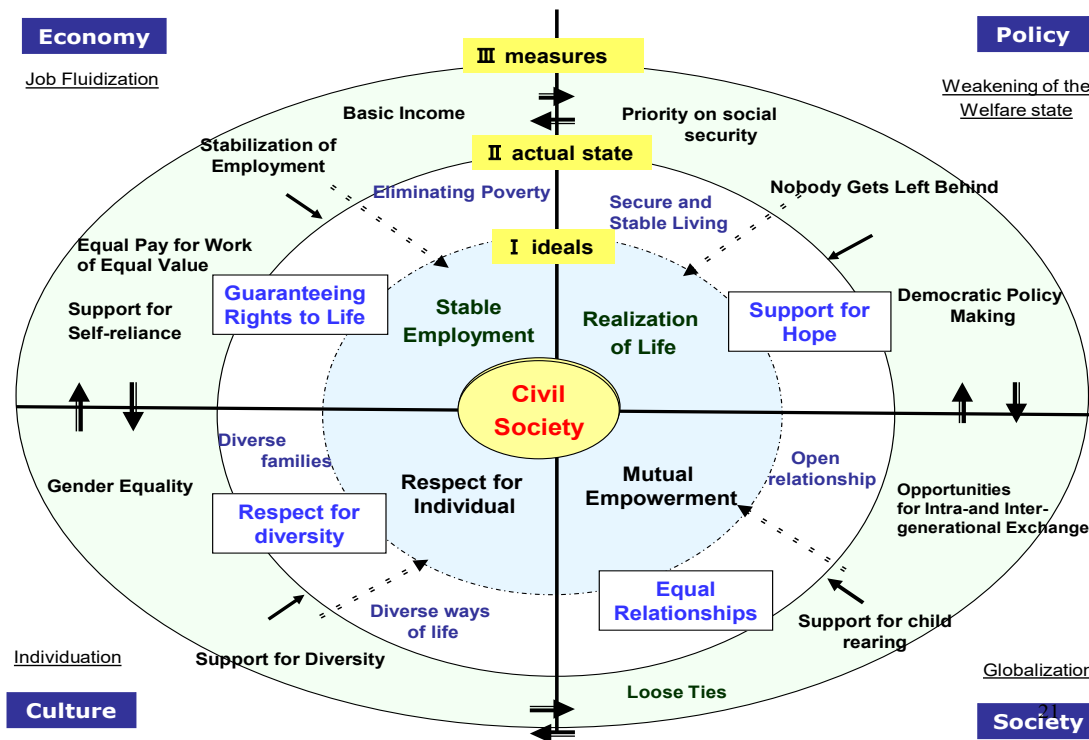 Economy
Job Fluidization
Policy
Weakening of the
Welfare state
Ⅲ measures
Basic Income
Priority on social
security
Stabilization of
Employment
Ⅱ actual state
Eliminating Poverty
Secure and
Stable Living
Nobody Gets Left Behind
Equal Pay for Work
of Equal Value
Ⅰ ideals
Guaranteeing
Rights to Life
Support for
Self-reliance
Stable
Employment
Realization
of Life
Support for
Hope
Democratic Policy
Making
Civil
Society
Diverse
families
Gender Equality
Respect for
Individual
Mutual
Empowerment
Open
relationship
Opportunities
for Intra-and Inter-
generational Exchange
Respect for
diversity
Diverse ways
of life
Equal
Relationships
Support for child
rearing
Individuation
Support for Diversity
Loose Ties
Globalization
Culture
Society
21